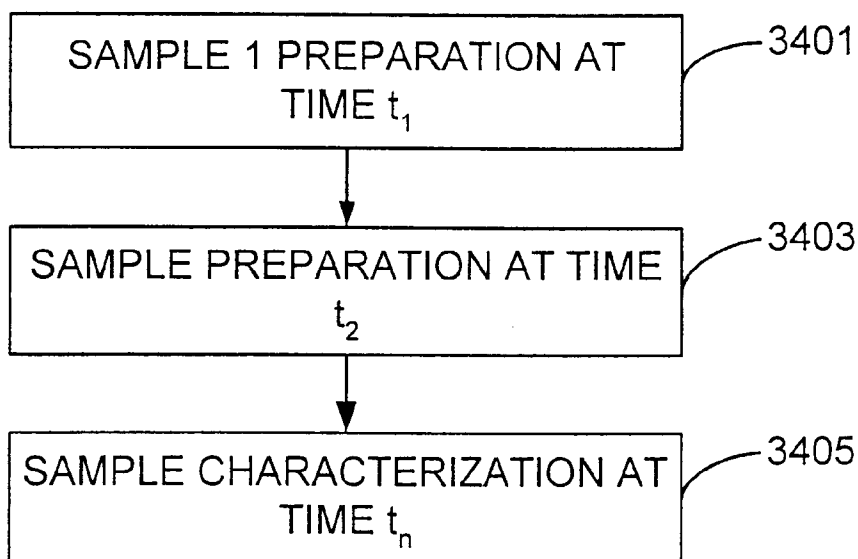 SAMPLE 1 PREPARATION AT
TIME t₁
3401
SAMPLE PREPARATION AT TIME
t₂
3403
SAMPLE CHARACTERIZATION AT
TIME tₙ
3405